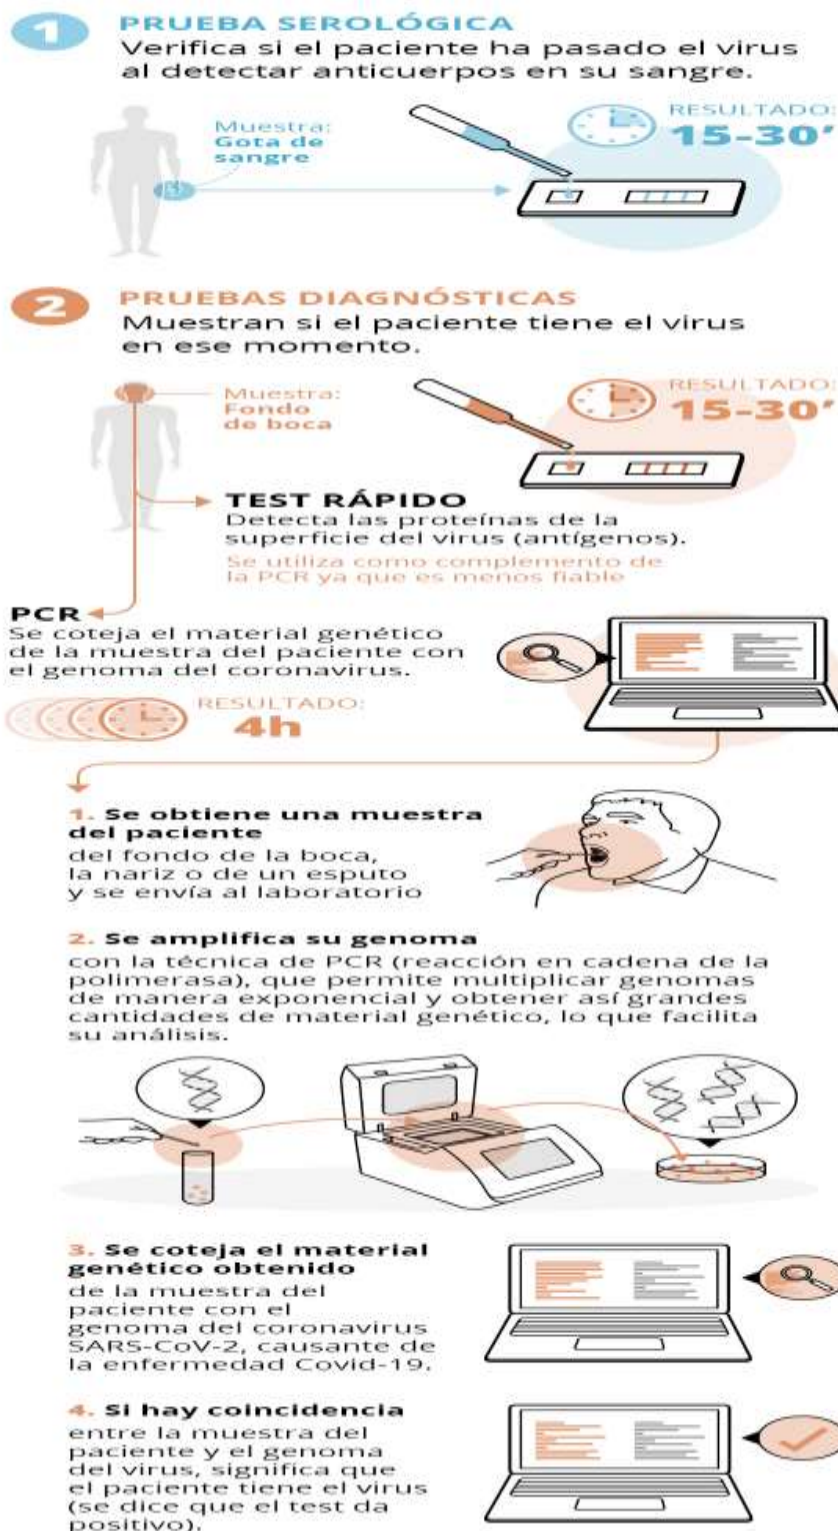 1
PRUEBA SEROLÓGICA
Verifica si el paciente ha pasado el virus
al detectar anticuerpos en su sangre.
Muestra:
Gota de
sangre
RESULTADO:
15-30’
2
PRUEBAS DIAGNÓSTICAS
Muestran si el paciente tiene el virus
en ese momento.
Muestra:
Fondo
de boca
RESULTADO:
15-30’
TEST RÁPIDO
Detecta las proteínas de la
superficie del virus (antígenos).
Se utiliza como complemento de
la PCR ya que es menos fiable
PCR
Se coteja el material genético
de la muestra del paciente con
el genoma del coronavirus.
RESULTADO:
4h
1. Se obtiene una muestra
del paciente
del fondo de la boca,
la nariz o de un esputo
y se envía al laboratorio
2. Se amplifica su genoma
con la técnica de PCR (reacción en cadena de la
polimerasa), que permite multiplicar genomas
de manera exponencial y obtener así grandes
cantidades de material genético, lo que facilita
su análisis.
3. Se coteja el material
genético obtenido
de la muestra del
paciente con el
genoma del coronavirus
SARS-CoV-2, causante de
la enfermedad Covid-19.
4. Si hay coincidencia
entre la muestra del
paciente y el genoma
del virus, significa que
el paciente tiene el virus
(se dice que el test da
positivo).